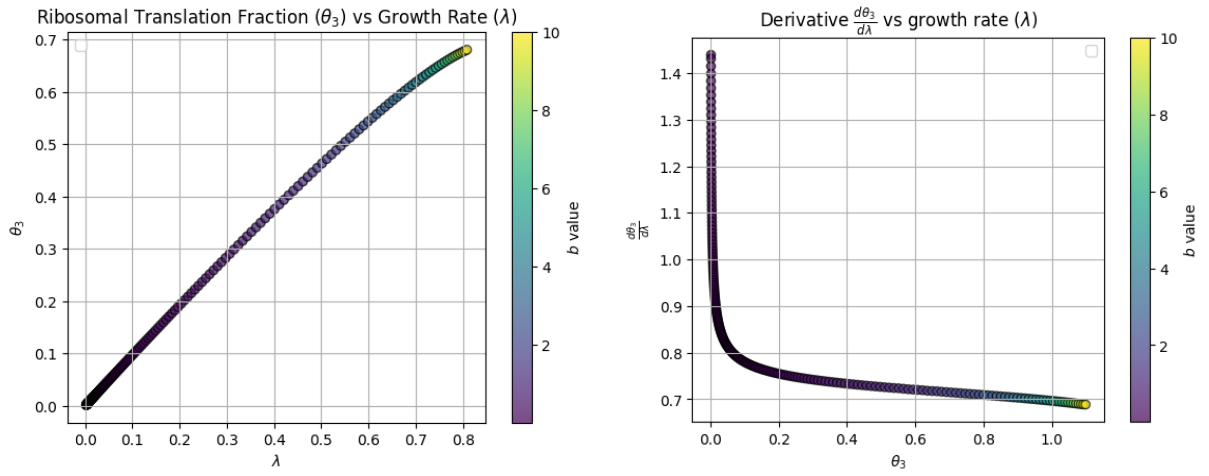 Ribosomal Translation Fraction (θ₃) vs Growth Rate (λ)
0.7
0.6
0.5
0.4
0.3
0.2
0.1
0.0
θ₃
0.0 0.1 0.2 0.3 0.4 0.5 0.6 0.7 0.8
λ
10
8
6
4
2
b value
Derivative dθ₃/dλ vs growth rate (λ)
1.4
1.3
1.2
1.1
1.0
0.9
0.8
0.7
dθ₃/dλ
0.0 0.2 0.4 0.6 0.8 1.0
θ₃
10
8
6
4
2
b value